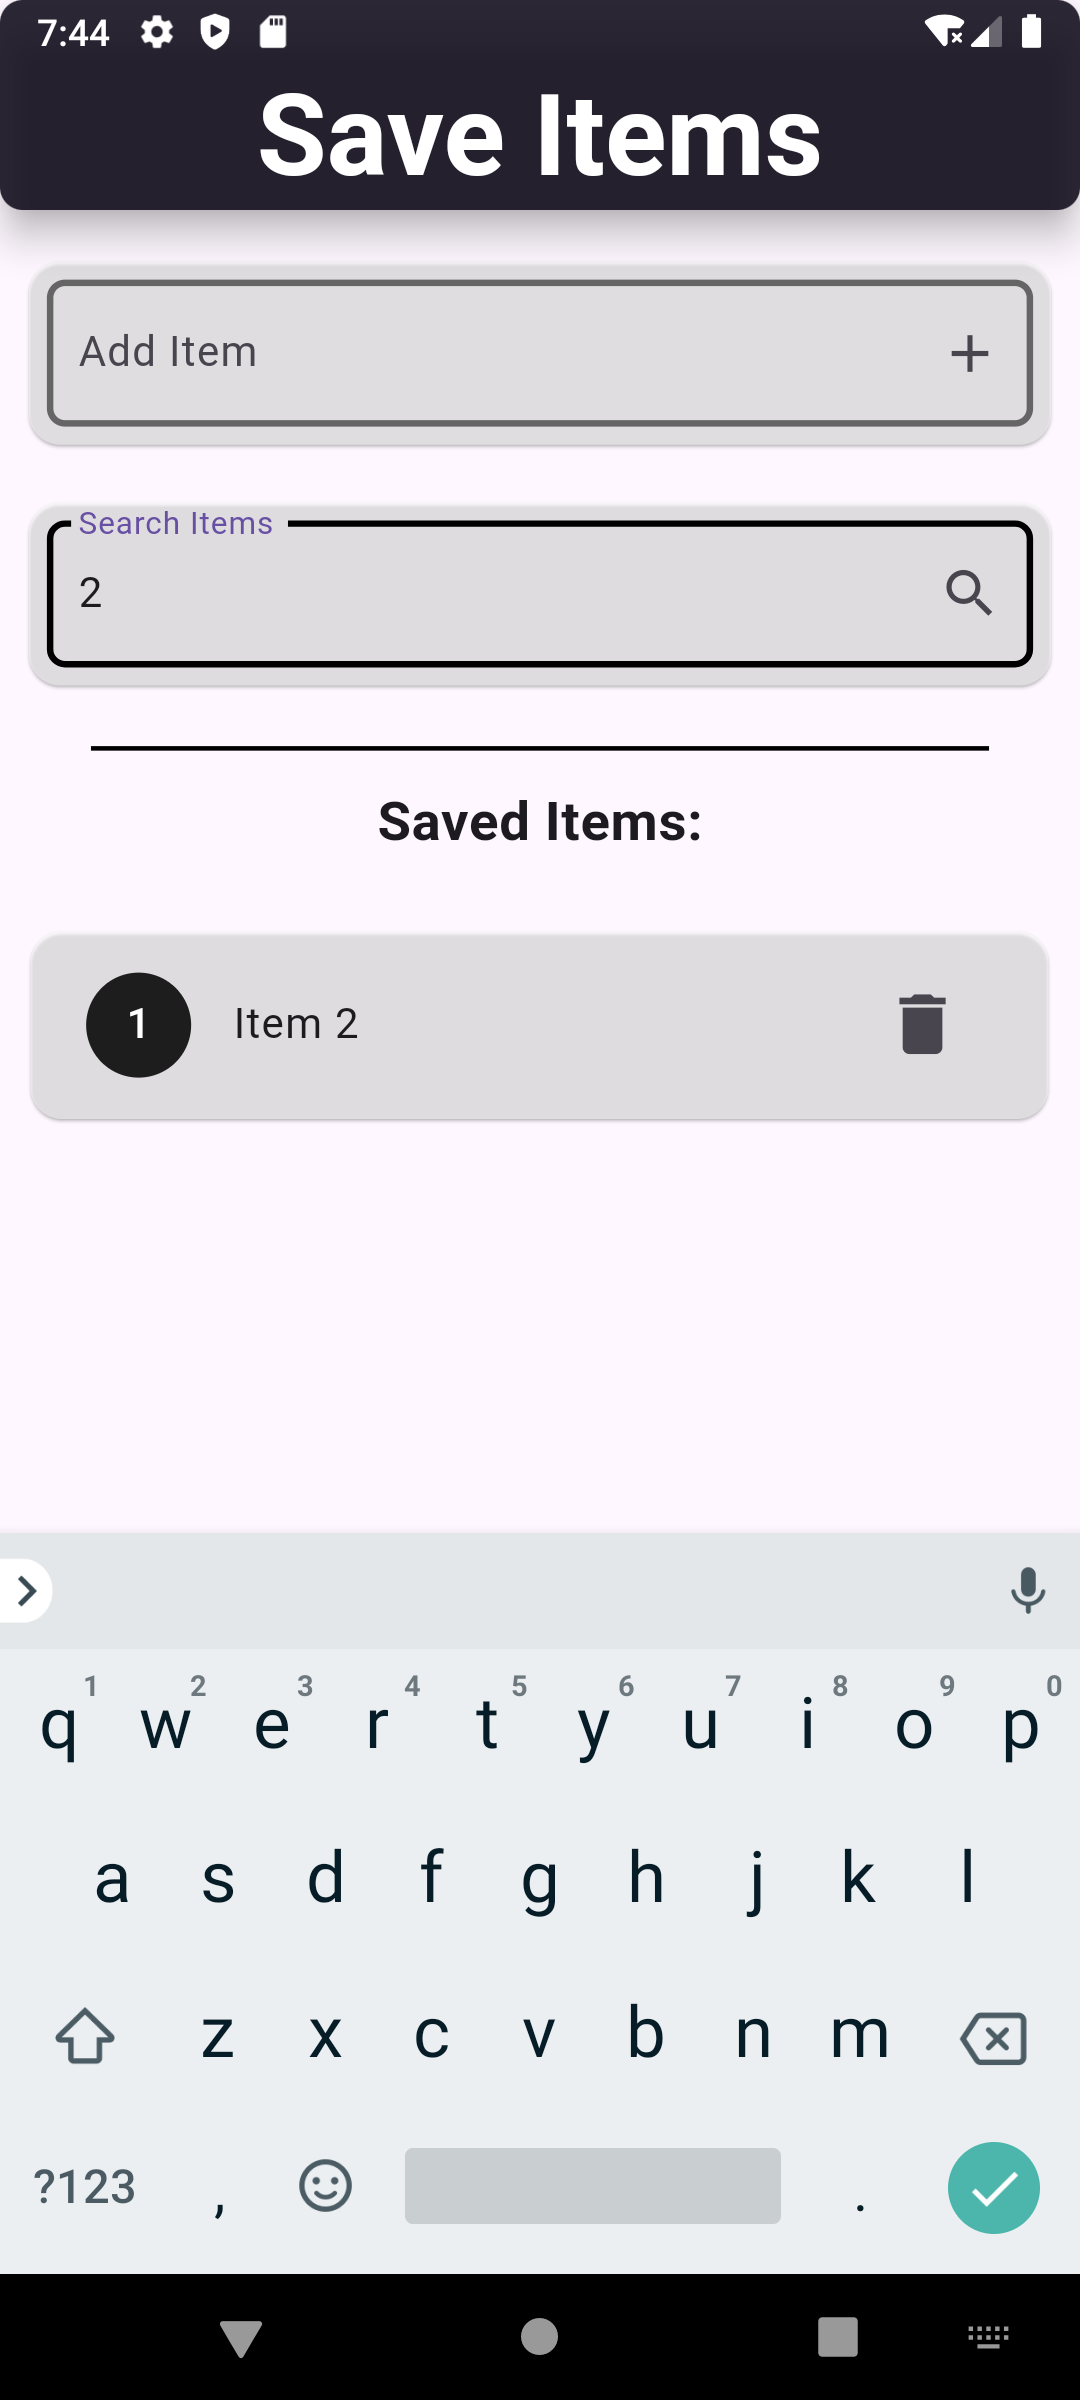 7:44
Save Items
Add Item
Search Items
2
Saved Items:
1 Item 2
1 2 3 4 5 6 7 8 9 0
q w e r t y u i o p
a s d f g h j k l
z x c v b n m
?123 , .